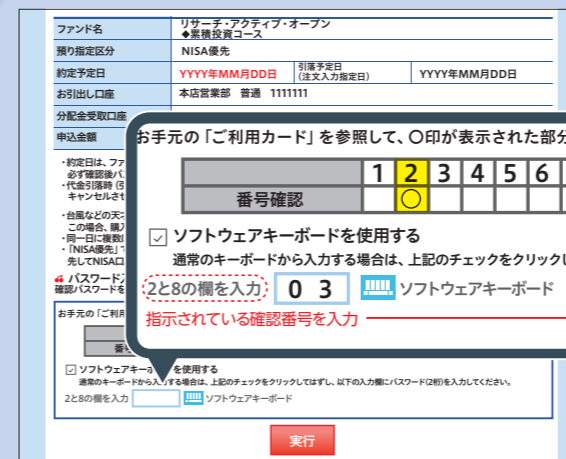 ファンド名 リサーチ・アクティブ・オープン
◆累積投資コース
預り指定区分 NISA優先
約定予定日 YYYY年MM月DD日 引落予定日
(注文入力指定日) YYYY年MM月DD日
お引出し口座 本店営業部 普通 1111111
分配金受取口座
申込金額
・約定日は、ファ
必ず確認後パ
・代金引落時(引
キャンセルさせ
・台風などの天
この場合、購入
・同一日に複数
・「NISA優先」
先してNISA口
パスワード入
確認パスワードを
お手元の「ご利用
番号
お手元の「ご利用カード」を参照して、〇印が表示された部分
1 2 3 4 5 6
番号確認 〇
ソフトウェアキーボードを使用する
通常のキーボードから入力する場合は、上記のチェックをクリックし
2と8の欄を入力 0 3 ソフトウェアキーボード
指示されている確認番号を入力
ソフトウェアキーボードを使用する
通常のキーボードから入力する場合は、上記のチェックをクリックしてはずし、以下の入力欄にパスワード(2桁)を入力してください。
2と8の欄を入力 ソフトウェアキーボード
実行